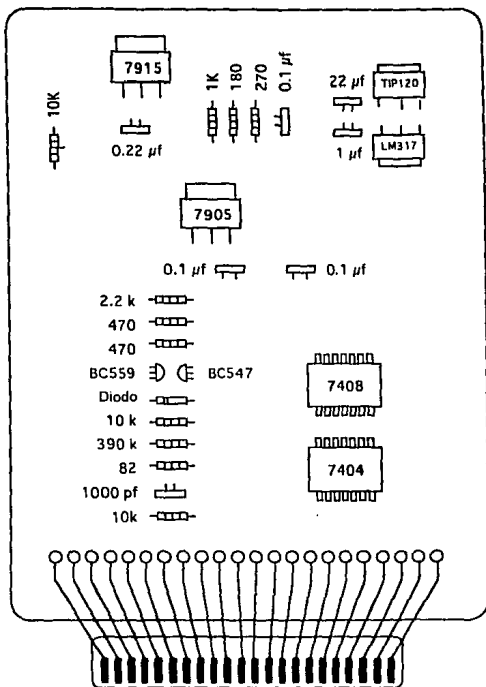 7915
10K
0.22 µf
1K
180
270
0.1 µf
22 µf
TIP120
1 µf
LM317
7905
0.1 µf
0.1 µf
2.2 k
470
470
BC559
BC547
Diodo
10 k
390 k
82
1000 pf
10k
7408
7404